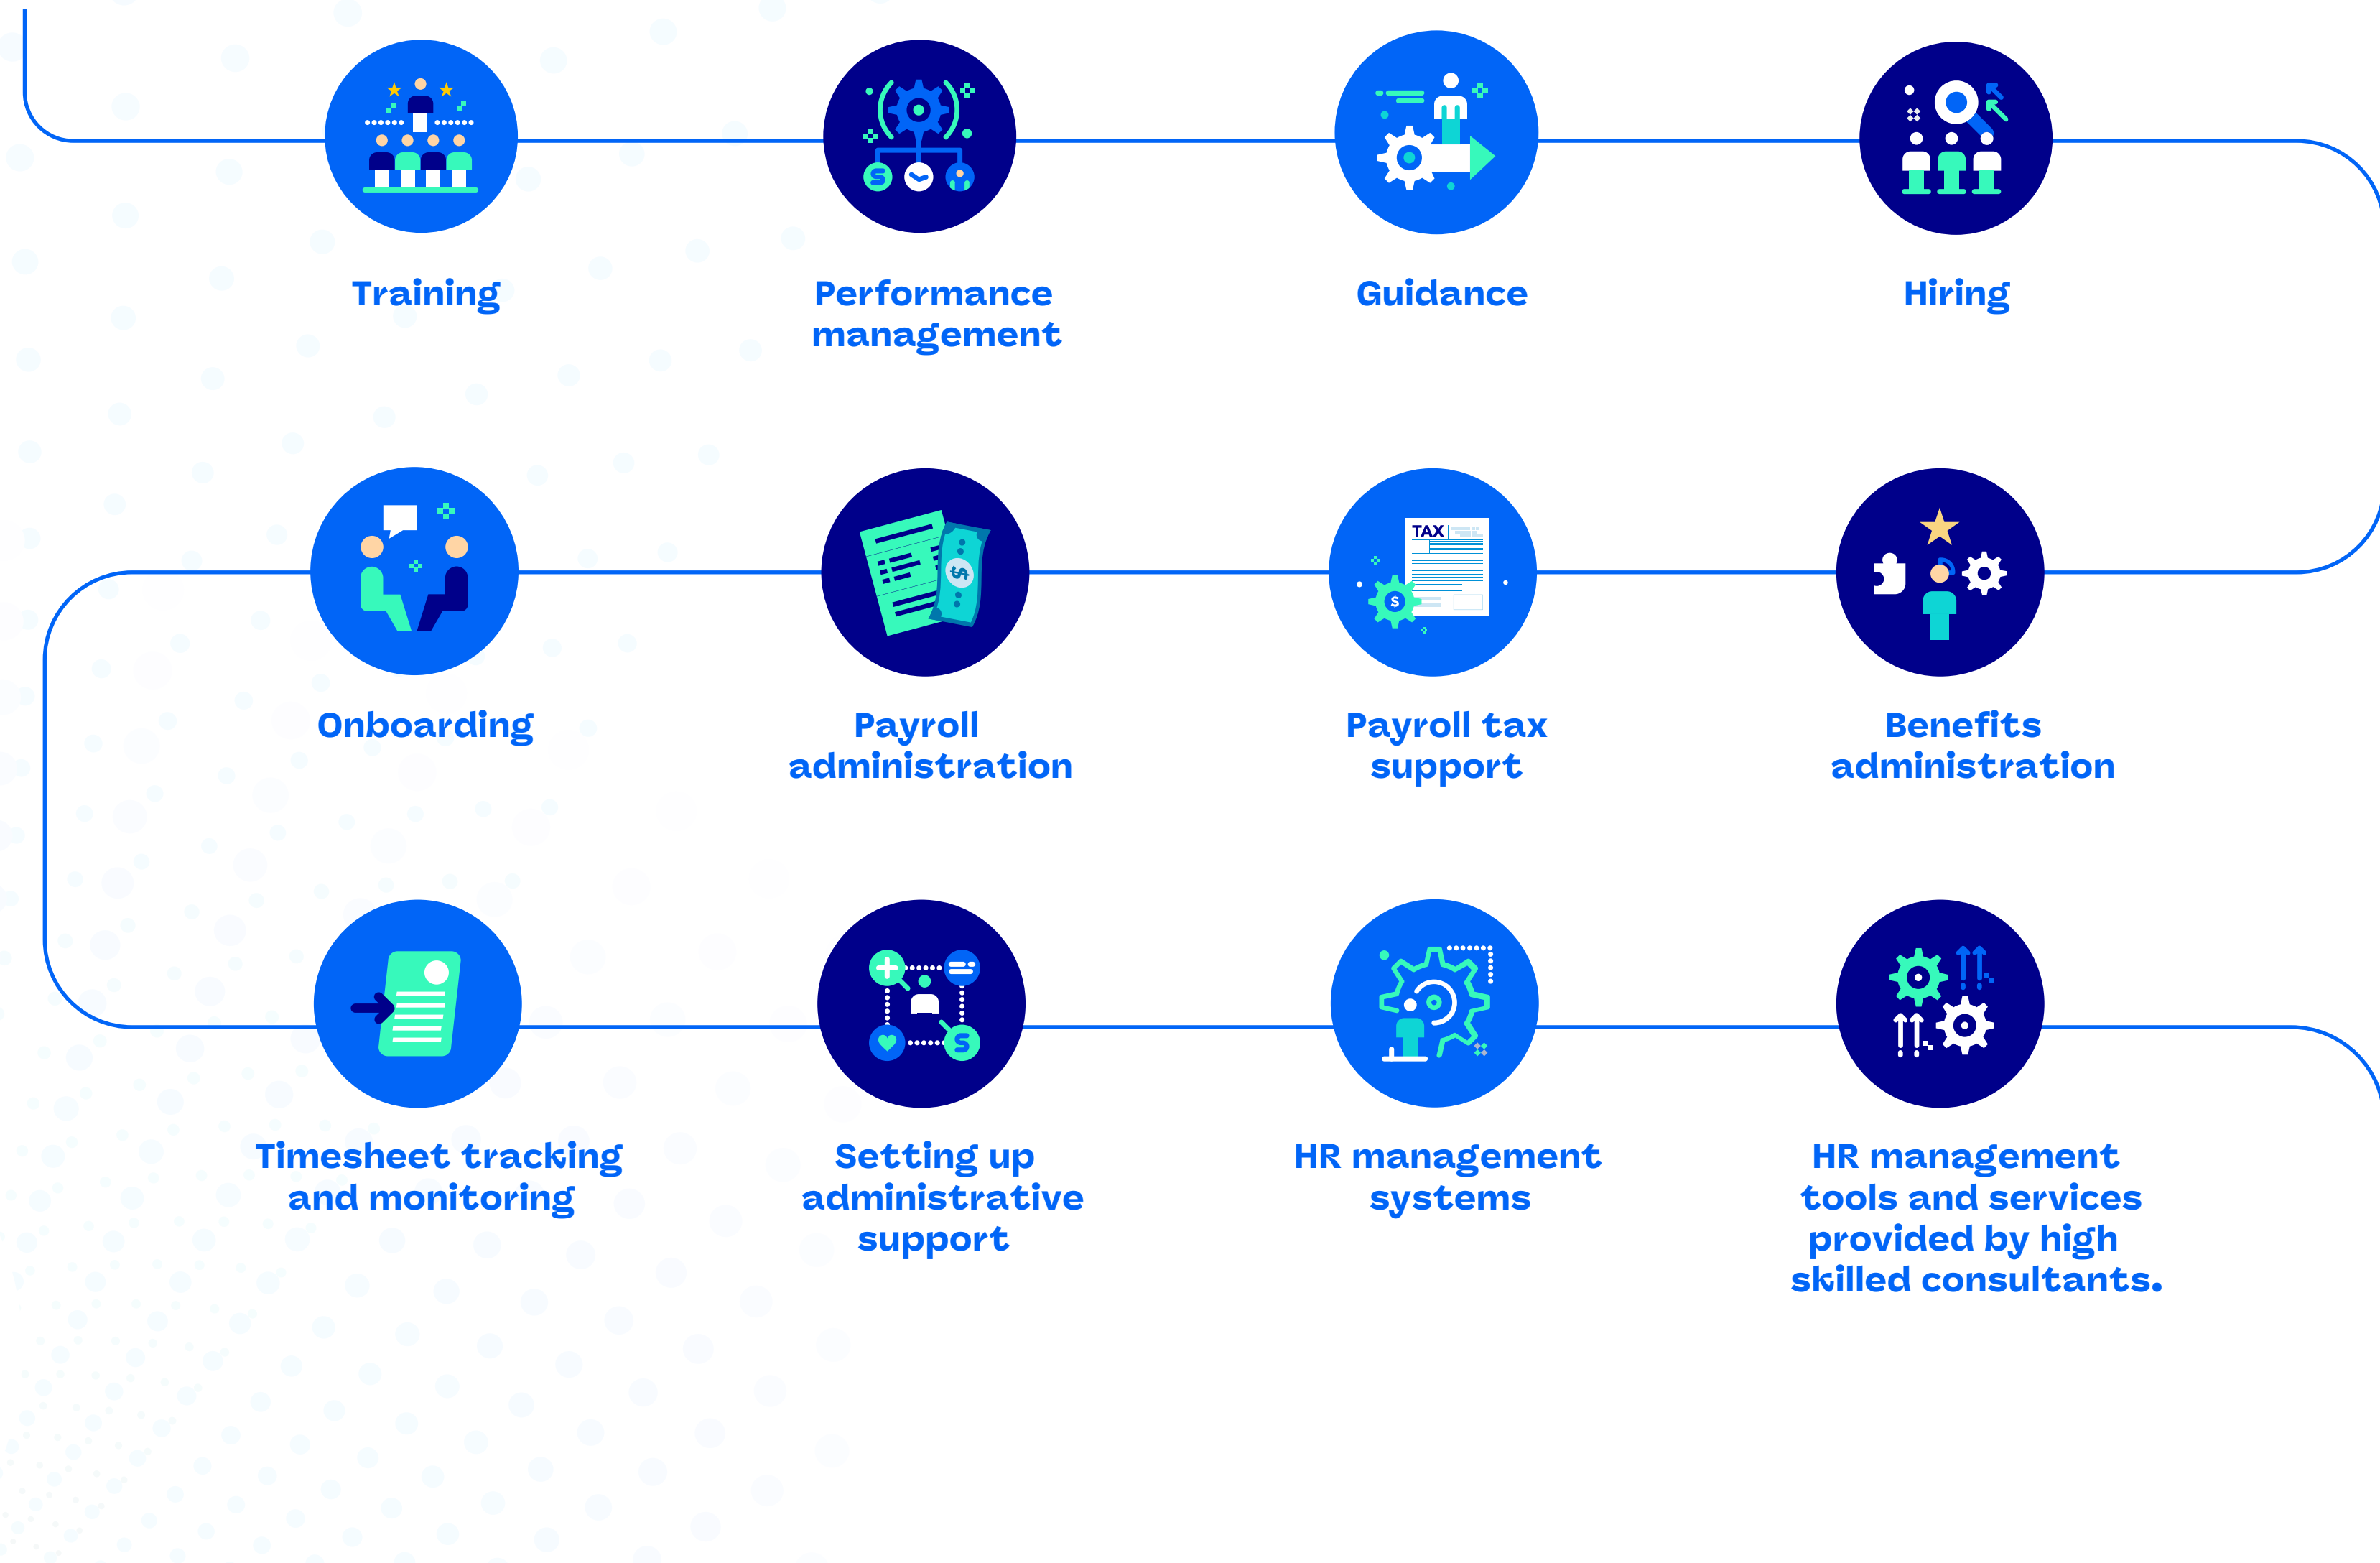 Training
Performance
management
Guidance
Hiring
Onboarding
Payroll
administration
TAX
$
Payroll tax
support
Benefits
administration
Timesheet tracking
and monitoring
Setting up
administrative
support
HR management
systems
HR management
tools and services
provided by high
skilled consultants.